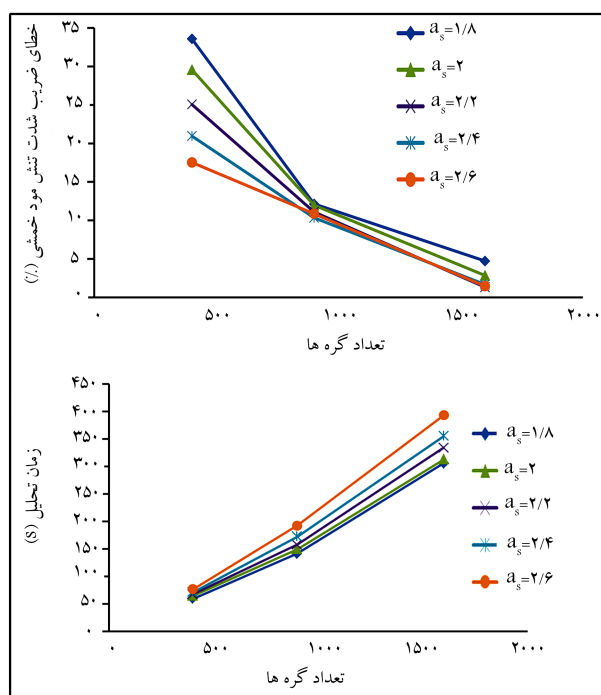 خطای ضریب شدت تنش مود خمشی (٪)
۳۵
۳۰
۲۵
۲۰
۱۵
۱۰
۵
۰
۰ ۵۰۰ ۱۰۰۰ ۱۵۰۰ ۲۰۰۰
تعداد گره ها
a_s=۱/۸
a_s=۲
a_s=۲/۲
a_s=۲/۴
a_s=۲/۶
زمان تحلیل (s)
۴۵۰
۴۰۰
۳۵۰
۳۰۰
۲۵۰
۲۰۰
۱۵۰
۱۰۰
۵۰
۰
۰ ۵۰۰ ۱۰۰۰ ۱۵۰۰ ۲۰۰۰
تعداد گره ها
a_s=۱/۸
a_s=۲
a_s=۲/۲
a_s=۲/۴
a_s=۲/۶